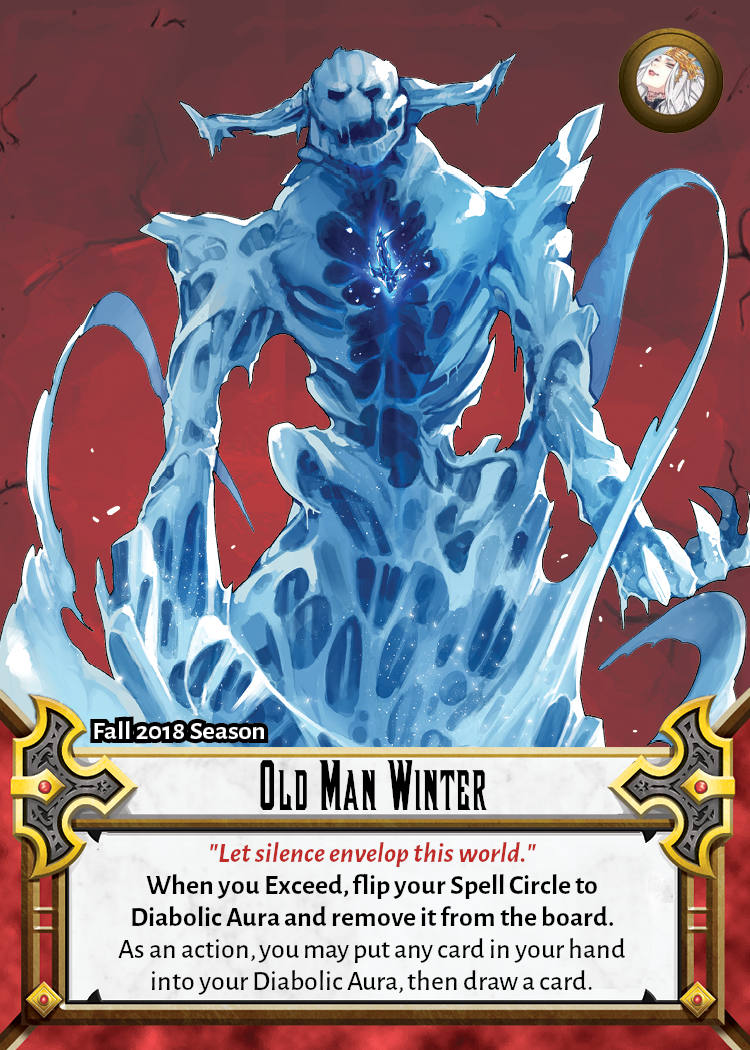 Fall 2018 Season
Old Man Winter
"Let silence envelop this world."
When you Exceed, flip your Spell Circle to
Diabolic Aura and remove it from the board.
As an action, you may put any card in your hand
into your Diabolic Aura, then draw a card.